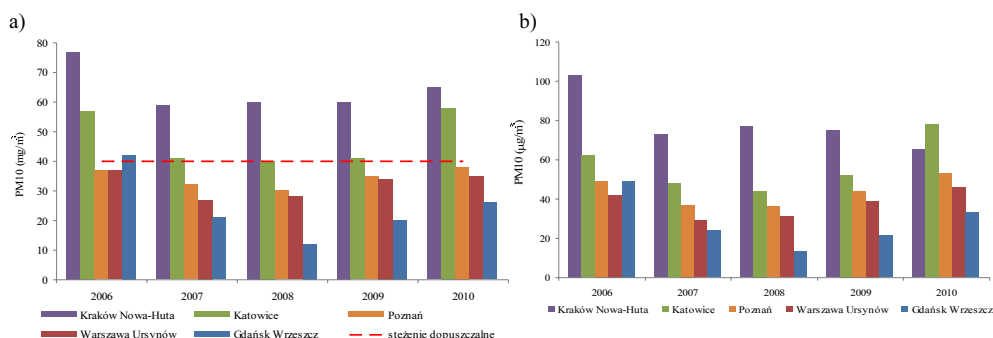 a)
PM10 (mg/m³)
80
70
60
50
40
30
20
10
0
2006 2007 2008 2009 2010
Kraków Nowa-Huta Katowice Poznań
Warszawa Ursynów Gdańsk Wrzeszcz stężenie dopuszczalne
b)
PM10 (µg/m³)
120
100
80
60
40
20
0
2006 2007 2008 2009 2010
Kraków Nowa-Huta Katowice Poznań Warszawa Ursynów Gdańsk Wrzeszcz